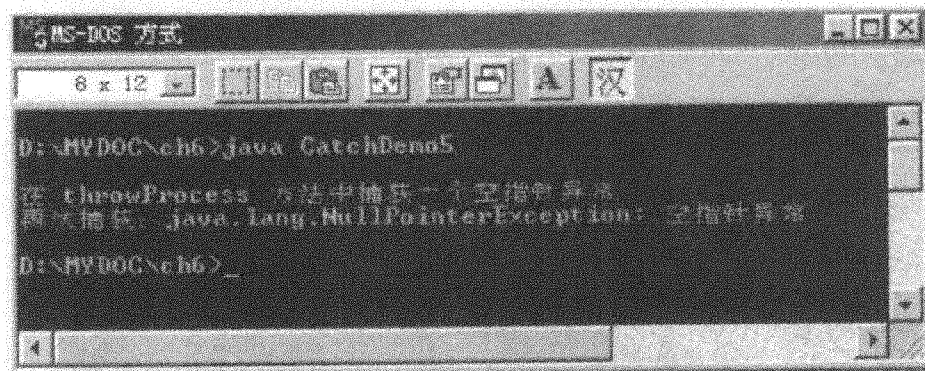 MS-DOS 方式
8 x 12
A 汉
D:\MYDOC\ch6>java CatchDemo5
在 throwProcess 方法中捕获一个空指针异常
再次捕获: java.lang.NullPointerException: 空指针异常
D:\MYDOC\ch6>_